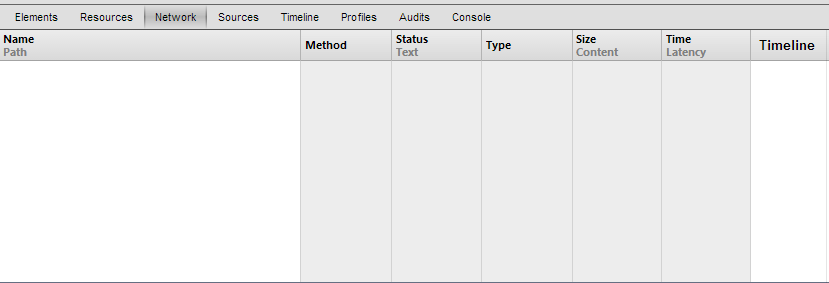 Elements Resources Network Sources Timeline Profiles Audits Console
Name Method Status Type Size Time Timeline
Path Text Content Latency